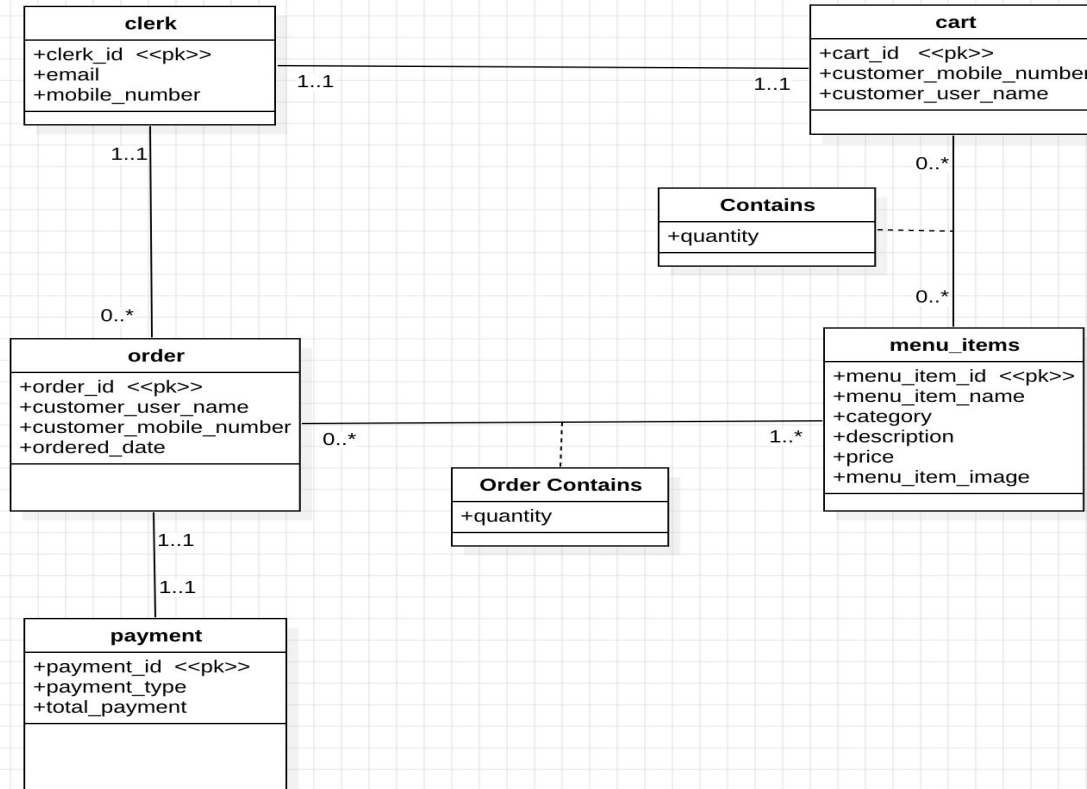 clerk
+clerk_id <<pk>>
+email
+mobile_number
1..1
1..1
cart
+cart_id <<pk>>
+customer_mobile_number
+customer_user_name
1..1
0..*
0..*
Contains
+quantity
0..*
order
+order_id <<pk>>
+customer_user_name
+customer_mobile_number
+ordered_date
0..*
1..*
menu_items
+menu_item_id <<pk>>
+menu_item_name
+category
+description
+price
+menu_item_image
Order Contains
+quantity
1..1
1..1
payment
+payment_id <<pk>>
+payment_type
+total_payment